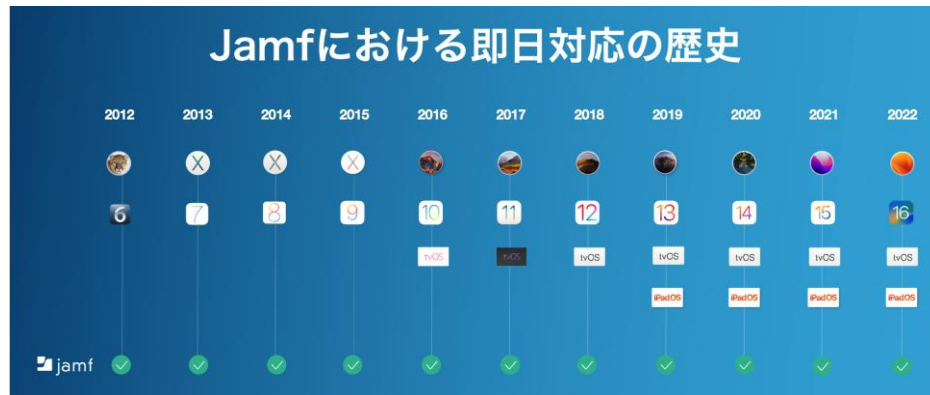 Jamfにおける即日対応の歴史
2012 2013 2014 2015 2016 2017 2018 2019 2020 2021 2022
X X X
6 7 8 9 10 11 12 13 14 15 16
tvOS tvOS tvOS tvOS tvOS tvOS tvOS
iPadOS iPadOS iPadOS iPadOS
jamf